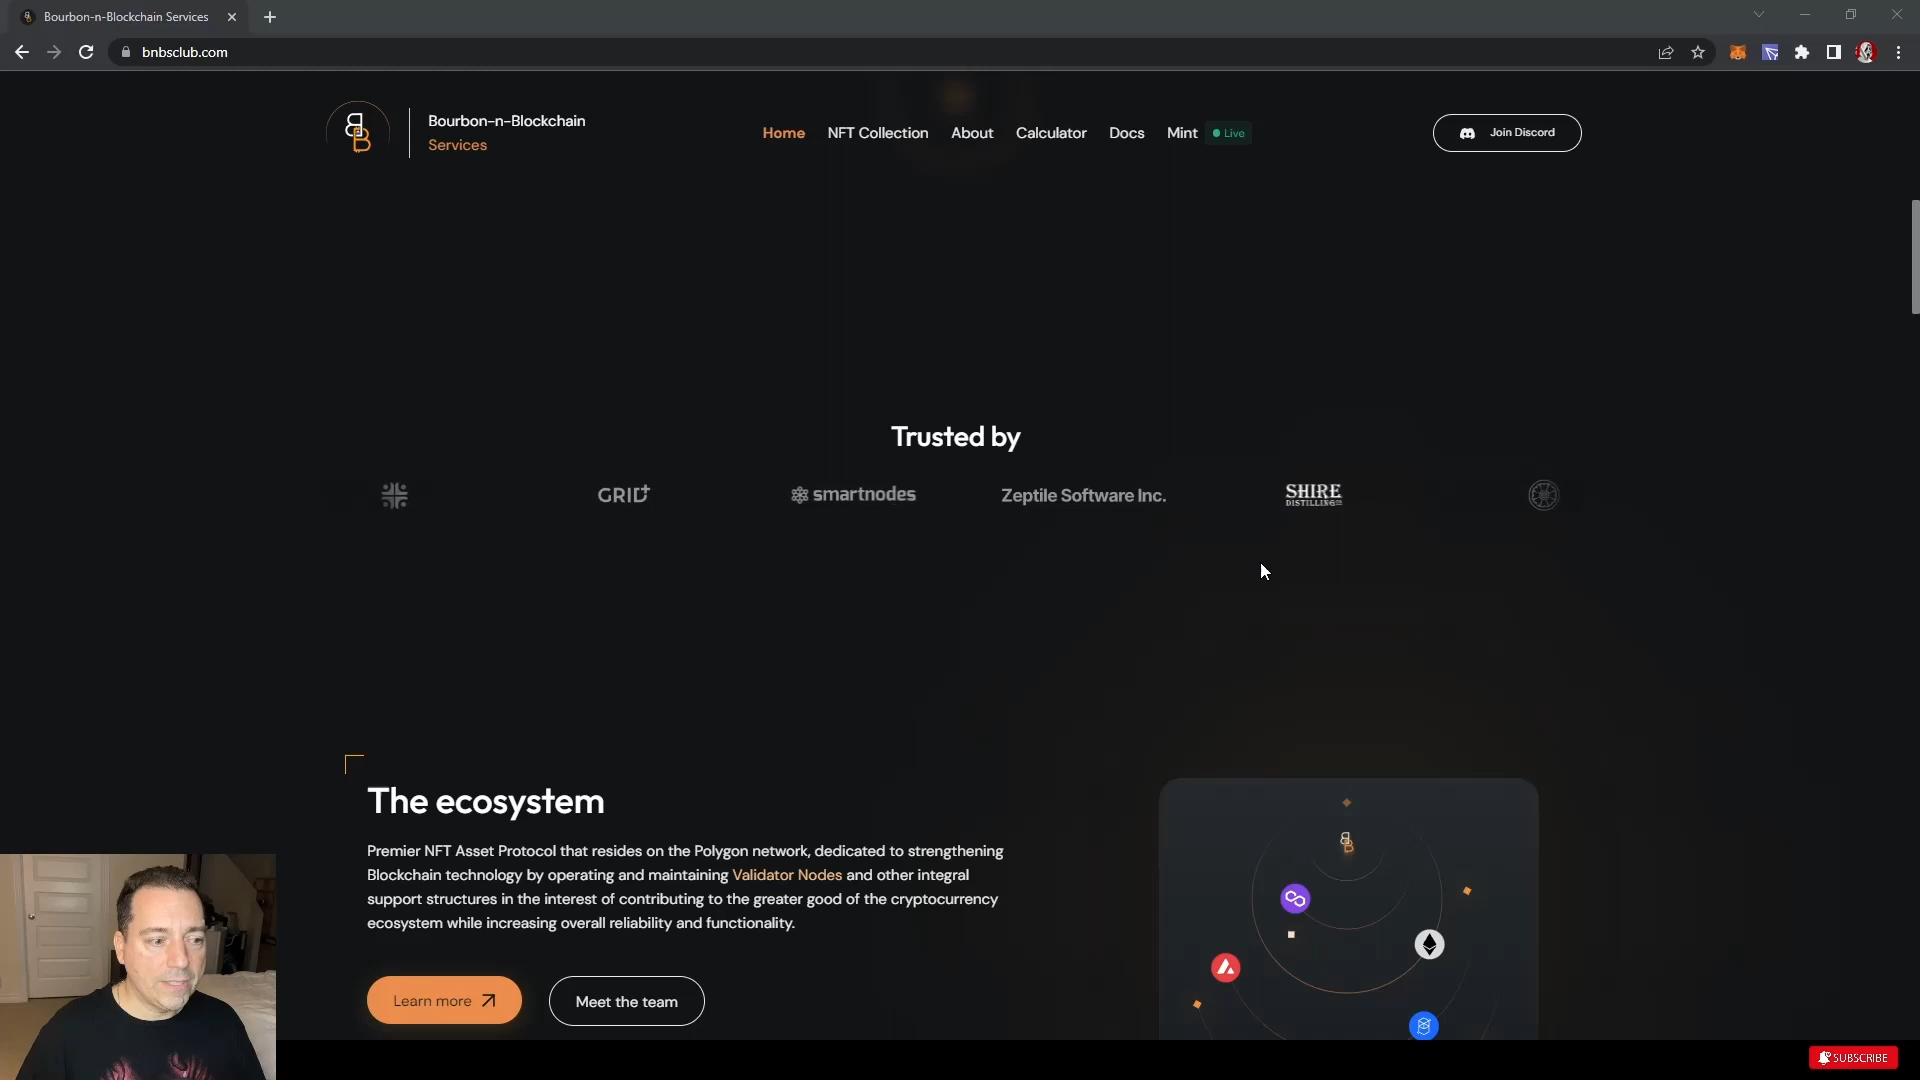 Bourbon-n-Blockchain Services
bnbsclub.com
Bourbon-n-Blockchain
Services
Home
NFT Collection
About
Calculator
Docs
Mint
Live
Join Discord
Trusted by
GRID+
smartnodes
Zeptile Software Inc.
SHIRE
DISTILLING CO
The ecosystem
Premier NFT Asset Protocol that resides on the Polygon network, dedicated to strengthening
Blockchain technology by operating and maintaining Validator Nodes and other integral
support structures in the interest of contributing to the greater good of the cryptocurrency
ecosystem while increasing overall reliability and functionality.
Learn more
Meet the team
SUBSCRIBE